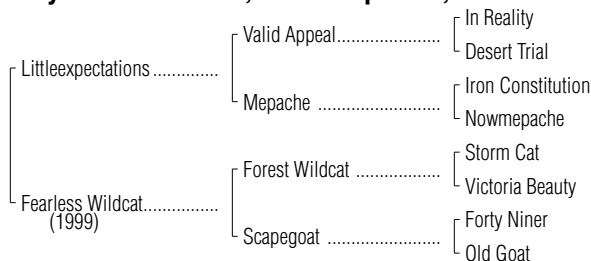 In Reality
Valid Appeal....................
Desert Trial
Littleexpectations .............
Iron Constitution
Mepache ........................
Nowmepache
Storm Cat
Forest Wildcat .................
Victoria Beauty
Fearless Wildcat...............
(1999)
Forty Niner
Scapegoat ......................
Old Goat